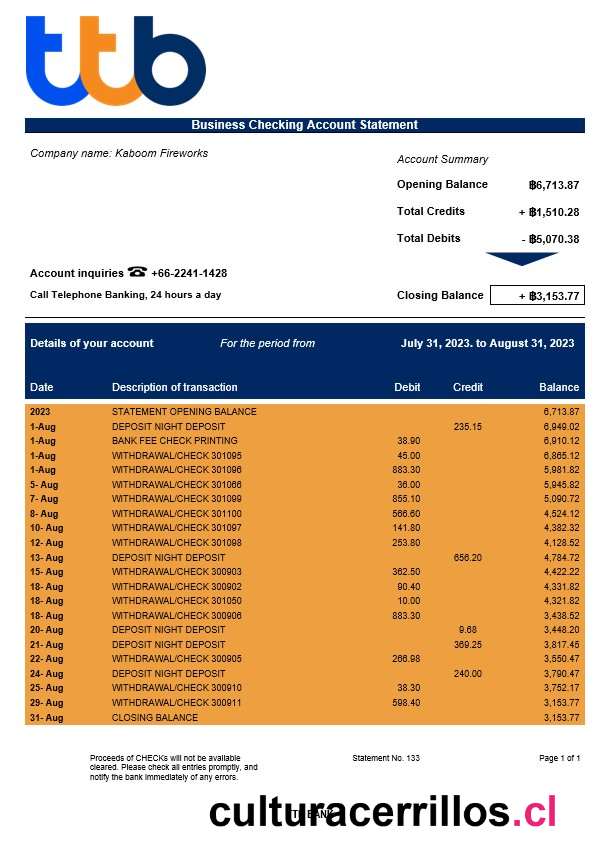 ttb
Business Checking Account Statement
Company name: Kaboom Fireworks
Account Summary
Opening Balance ฿6,713.87
Total Credits + ฿1,510.28
Total Debits - ฿5,070.38
Account inquiries ☎ +66-2241-1428
Call Telephone Banking, 24 hours a day
Closing Balance + ฿3,153.77
Details of your account For the period from July 31, 2023. to August 31, 2023
Date Description of transaction Debit Credit Balance
2023 STATEMENT OPENING BALANCE 6,713.87
1-Aug DEPOSIT NIGHT DEPOSIT 235.15 6,949.02
1-Aug BANK FEE CHECK PRINTING 38.90 6,910.12
1-Aug WITHDRAWAL/CHECK 301095 45.00 6,865.12
1-Aug WITHDRAWAL/CHECK 301096 883.30 5,981.82
5- Aug WITHDRAWAL/CHECK 301066 36.00 5,945.82
7- Aug WITHDRAWAL/CHECK 301099 855.10 5,090.72
8- Aug WITHDRAWAL/CHECK 301100 566.60 4,524.12
10- Aug WITHDRAWAL/CHECK 301097 141.80 4,382.32
12- Aug WITHDRAWAL/CHECK 301098 253.80 4,128.52
13- Aug DEPOSIT NIGHT DEPOSIT 656.20 4,784.72
15- Aug WITHDRAWAL/CHECK 300903 362.50 4,422.22
18- Aug WITHDRAWAL/CHECK 300902 90.40 4,331.82
18- Aug WITHDRAWAL/CHECK 301050 10.00 4,321.82
18- Aug WITHDRAWAL/CHECK 300906 883.30 3,438.52
20- Aug DEPOSIT NIGHT DEPOSIT 9.68 3,448.20
21- Aug DEPOSIT NIGHT DEPOSIT 369.25 3,817.45
22- Aug WITHDRAWAL/CHECK 300905 266.98 3,550.47
24- Aug DEPOSIT NIGHT DEPOSIT 240.00 3,790.47
25- Aug WITHDRAWAL/CHECK 300910 38.30 3,752.17
29- Aug WITHDRAWAL/CHECK 300911 598.40 3,153.77
31- Aug CLOSING BALANCE 3,153.77
Proceeds of CHECKs will not be available Statement No. 133 Page 1 of 1
cleared. Please check all entries promptly, and
notify the bank immediately of any errors.
culturacerrillos.cl